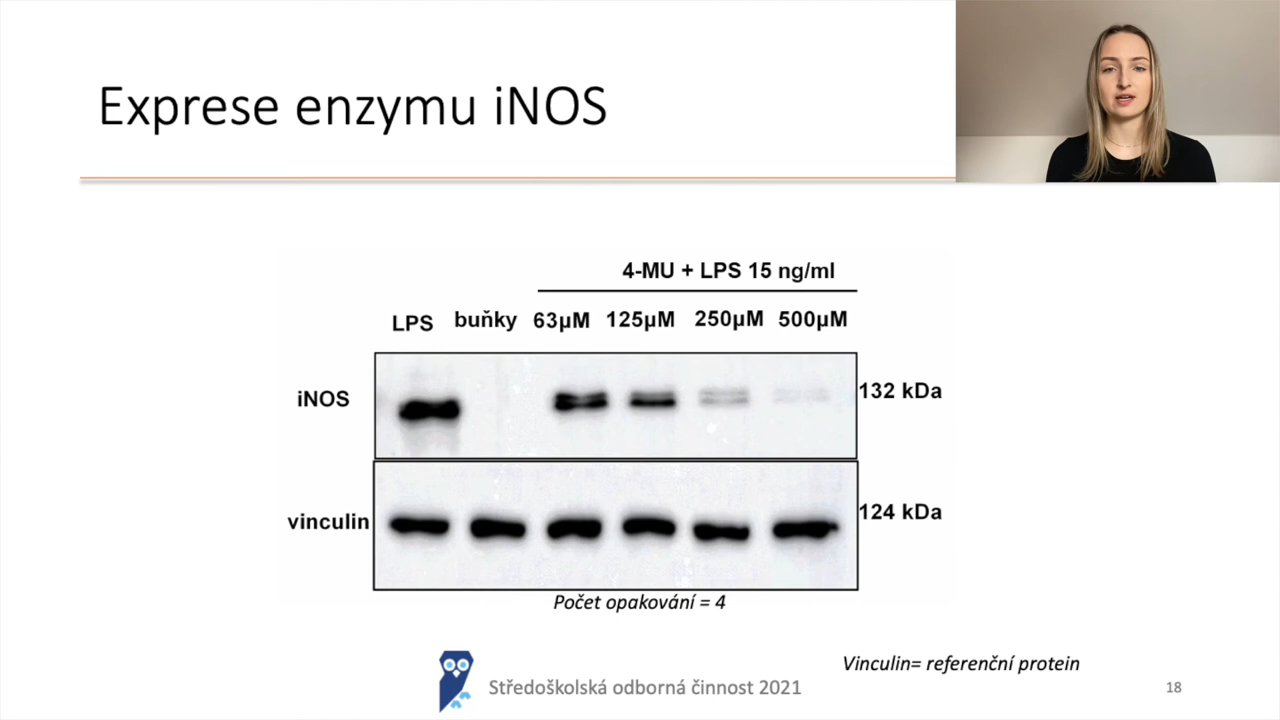 Exprese enzymu iNOS
4-MU + LPS 15 ng/ml
LPS buňky 63µM 125µM 250µM 500µM
iNOS 132 kDa
vinculin 124 kDa
Počet opakování = 4
Vinculin= referenční protein
Středoškolská odborná činnost 2021 18